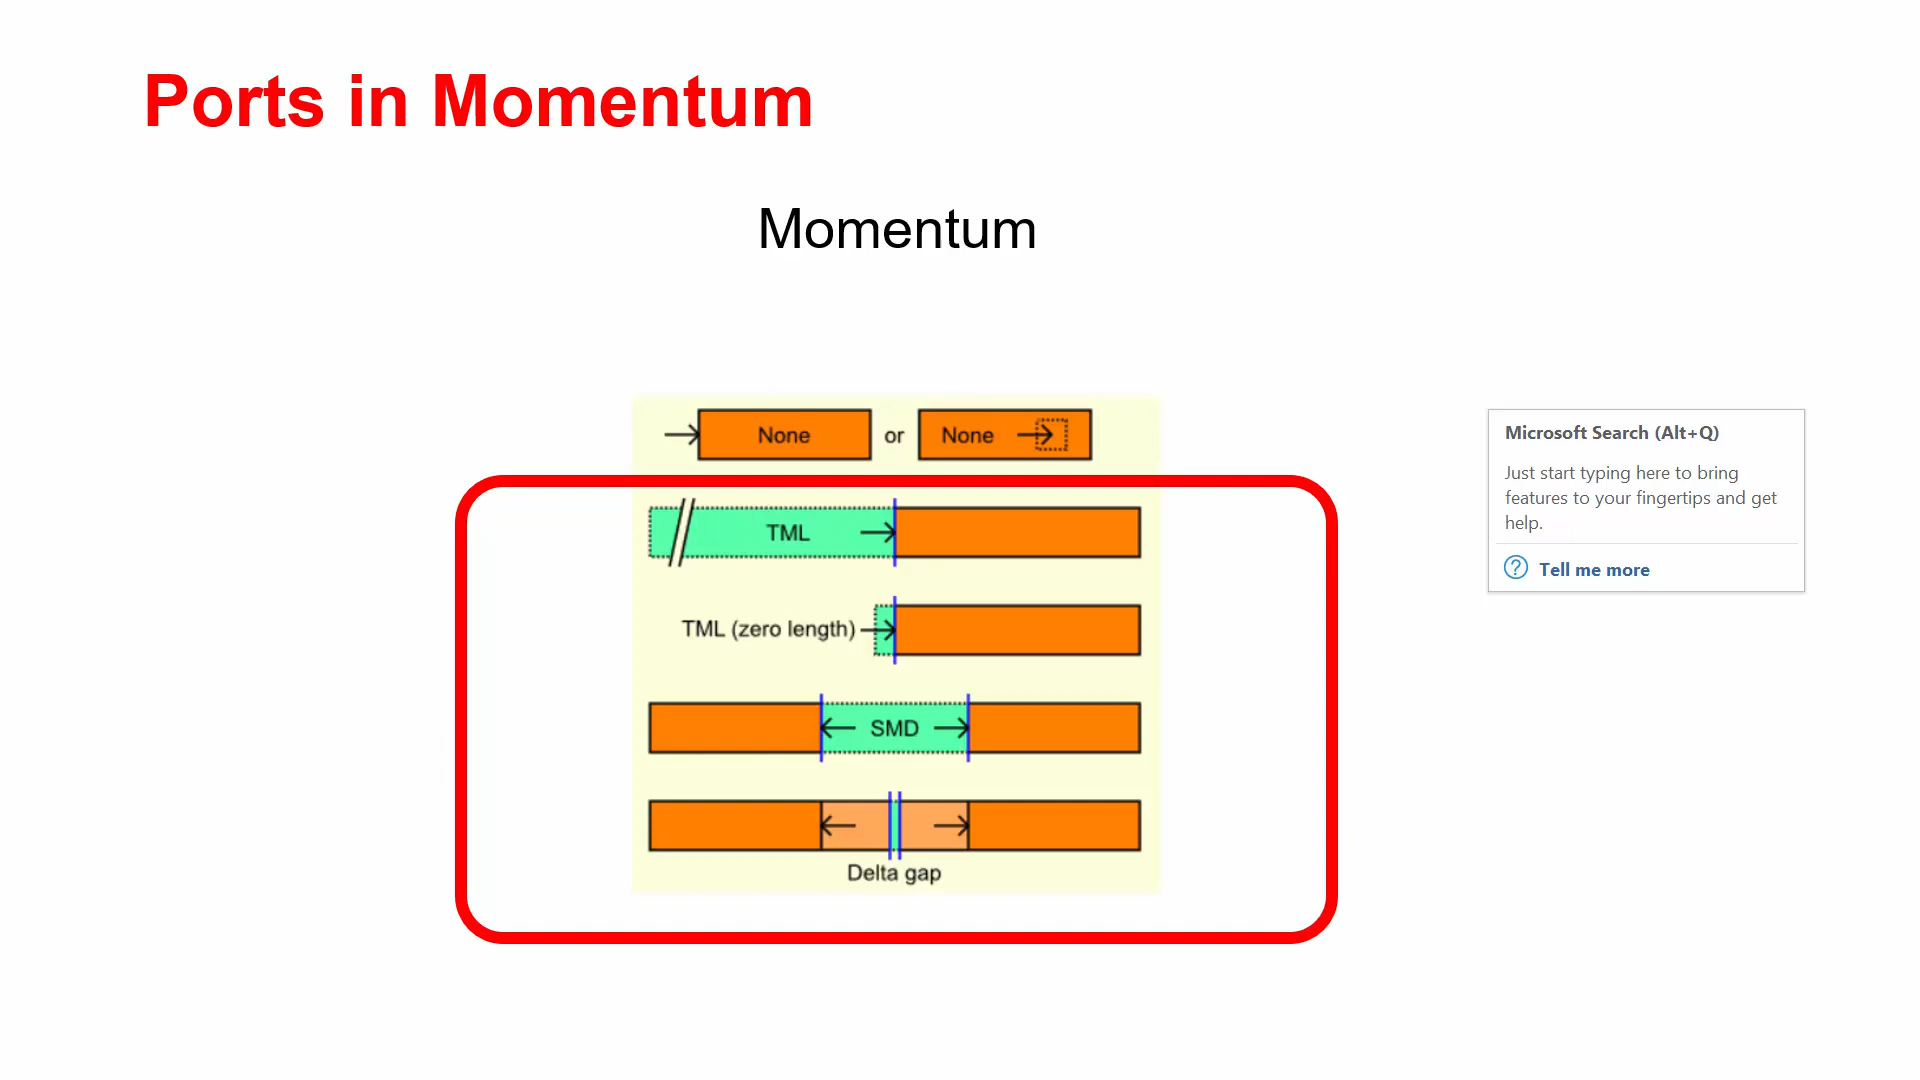 Ports in Momentum
Momentum
None or None
TML
TML (zero length)
SMD
Delta gap
Microsoft Search (Alt+Q)
Just start typing here to bring
features to your fingertips and get
help.
Tell me more